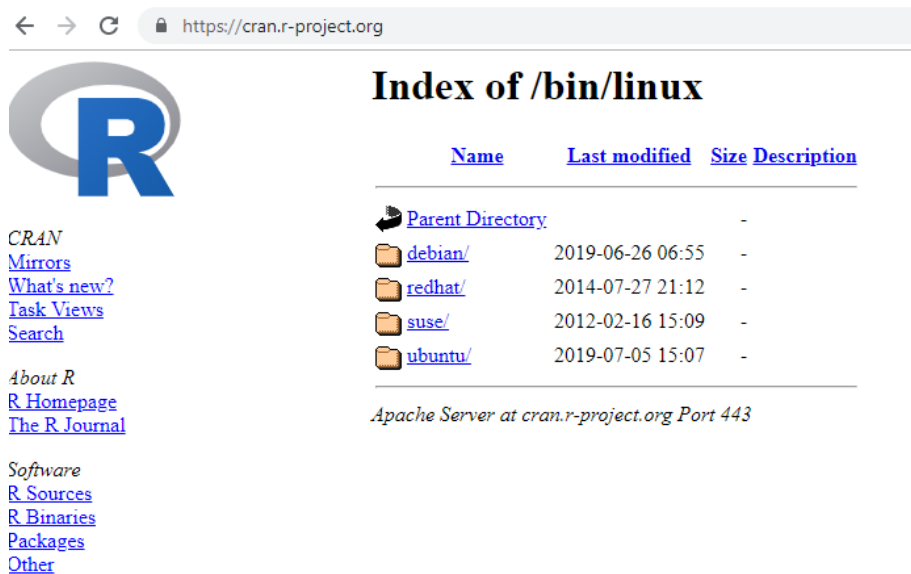 https://cran.r-project.org
R
CRAN
Mirrors
What's new?
Task Views
Search
About R
R Homepage
The R Journal
Software
R Sources
R Binaries
Packages
Other
Index of /bin/linux
Name Last modified Size Description
Parent Directory -
debian/ 2019-06-26 06:55 -
redhat/ 2014-07-27 21:12 -
suse/ 2012-02-16 15:09 -
ubuntu/ 2019-07-05 15:07 -
Apache Server at cran.r-project.org Port 443